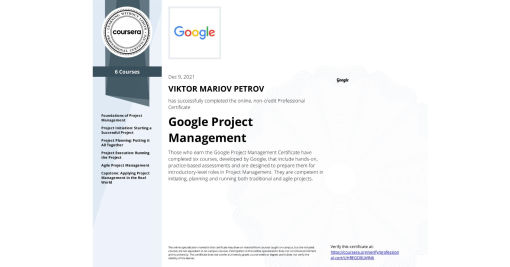 coursera
Google
6 Courses
Foundations of Project
Management
Project Initiation: Starting a
Successful Project
Project Planning: Putting it
All Together
Project Execution: Running
the Project
Agile Project Management
Capstone: Applying Project
Management in the Real
World
Dec 9, 2021
VIKTOR MARIOV PETROV
has successfully completed the online, non-credit Professional
Certificate
Google Project
Management
Those who earn the Google Project Management Certificate have
completed six courses, developed by Google, that include hands-on,
practice-based assessments and are designed to prepare them for
introductory-level roles in Project Management. They are competent in
initiating, planning and running both traditional and agile projects.
Google
Verify this certificate at: